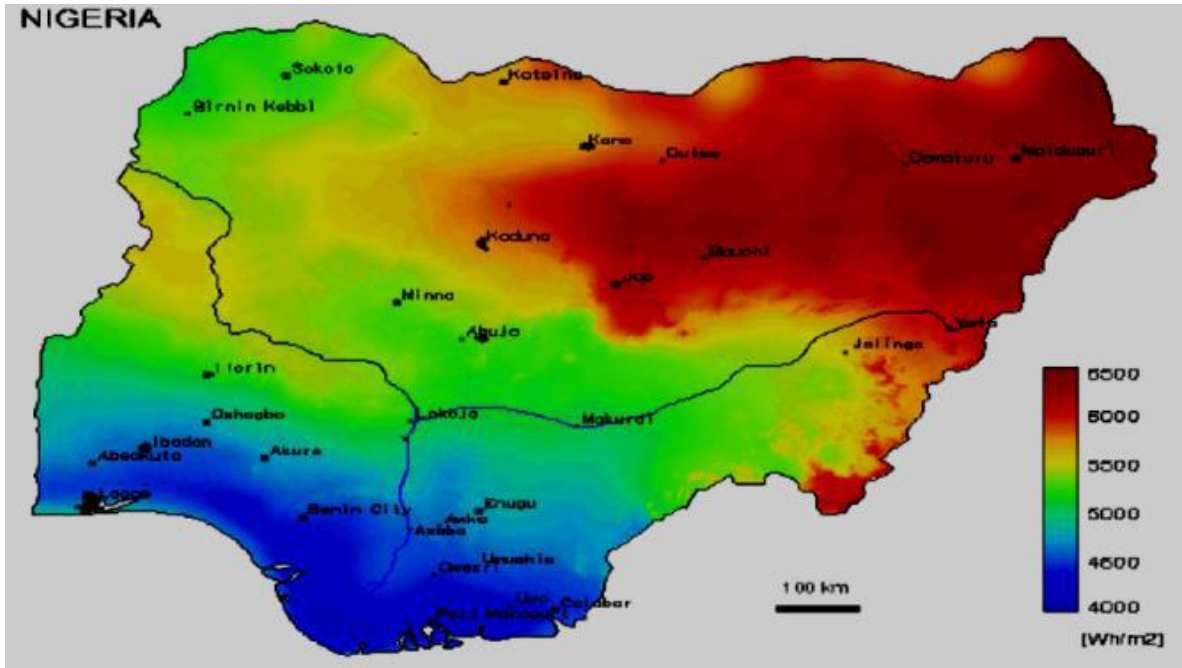 NIGERIA
Sokoto
Katsina
Birnin Kebbi
Kano
Dutse
Damaturu
Maiduguri
Kaduna
Bauchi
Jos
Minna
Abuja
Yola
Jalingo
Ilorin
Oshogbo
Lokoja
Makurdi
Ibadan
Abeokuta
Akure
Lagos
Benin City
Enugu
Awka
Asaba
Umuahia
Owerri
Uyo
Calabar
Port Harcourt
100 km
6500
6000
5500
5000
4500
4000
[Wh/m2]